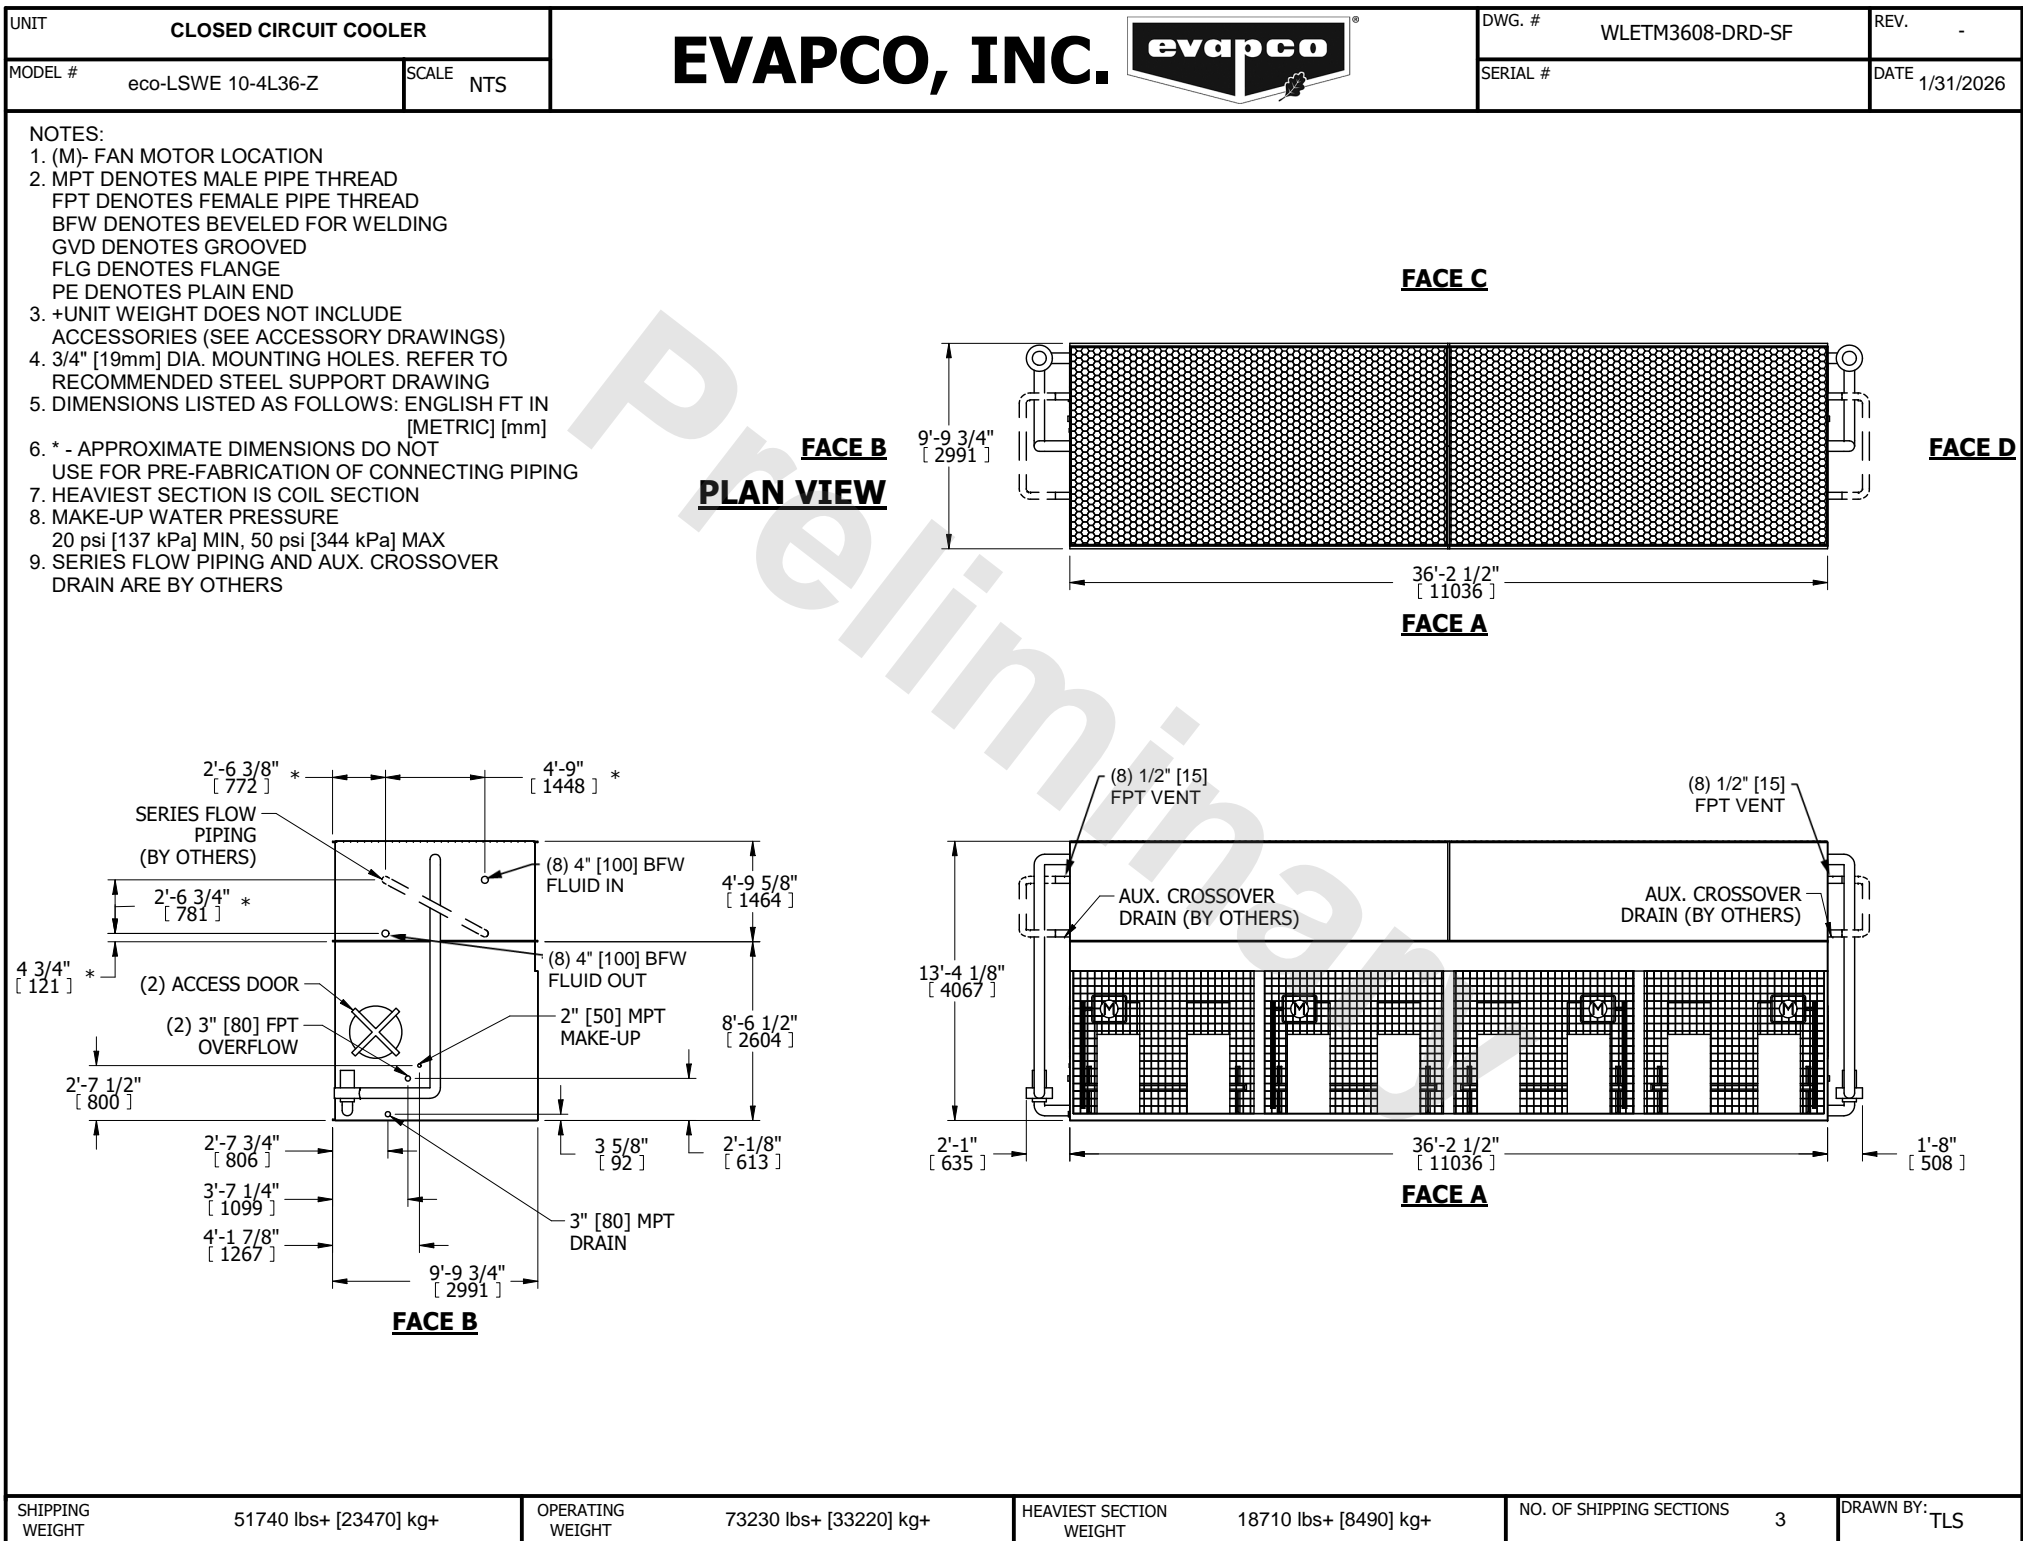 UNIT
CLOSED CIRCUIT COOLER
MODEL #
eco-LSWE 10-4L36-Z
SCALE
NTS
EVAPCO, INC.
evapco
®
DWG. #
WLETM3608-DRD-SF
REV.
-
SERIAL #
DATE
1/31/2026
NOTES:
1. (M)- FAN MOTOR LOCATION
2. MPT DENOTES MALE PIPE THREAD
FPT DENOTES FEMALE PIPE THREAD
BFW DENOTES BEVELED FOR WELDING
GVD DENOTES GROOVED
FLG DENOTES FLANGE
PE DENOTES PLAIN END
3. +UNIT WEIGHT DOES NOT INCLUDE
ACCESSORIES (SEE ACCESSORY DRAWINGS)
4. 3/4" [19mm] DIA. MOUNTING HOLES. REFER TO
RECOMMENDED STEEL SUPPORT DRAWING
5. DIMENSIONS LISTED AS FOLLOWS: ENGLISH FT IN
[METRIC] [mm]
6. * - APPROXIMATE DIMENSIONS DO NOT
USE FOR PRE-FABRICATION OF CONNECTING PIPING
7. HEAVIEST SECTION IS COIL SECTION
8. MAKE-UP WATER PRESSURE
20 psi [137 kPa] MIN, 50 psi [344 kPa] MAX
9. SERIES FLOW PIPING AND AUX. CROSSOVER
DRAIN ARE BY OTHERS
Preliminary
FACE C
FACE B
PLAN VIEW
9'-9 3/4"
[ 2991 ]
FACE D
36'-2 1/2"
[ 11036 ]
FACE A
2'-6 3/8" *
[ 772 ]
4'-9" *
[ 1448 ]
SERIES FLOW
PIPING
(BY OTHERS)
(8) 4" [100] BFW
FLUID IN
4'-9 5/8"
[ 1464 ]
2'-6 3/4" *
[ 781 ]
4 3/4" *
[ 121 ]
(8) 4" [100] BFW
FLUID OUT
(2) ACCESS DOOR
(2) 3" [80] FPT
OVERFLOW
2" [50] MPT
MAKE-UP
8'-6 1/2"
[ 2604 ]
2'-7 1/2"
[ 800 ]
2'-7 3/4"
[ 806 ]
3 5/8"
[ 92 ]
2'-1/8"
[ 613 ]
3'-7 1/4"
[ 1099 ]
3" [80] MPT
DRAIN
4'-1 7/8"
[ 1267 ]
9'-9 3/4"
[ 2991 ]
FACE B
(8) 1/2" [15]
FPT VENT
(8) 1/2" [15]
FPT VENT
AUX. CROSSOVER
DRAIN (BY OTHERS)
AUX. CROSSOVER
DRAIN (BY OTHERS)
13'-4 1/8"
[ 4067 ]
M
M
M
M
2'-1"
[ 635 ]
36'-2 1/2"
[ 11036 ]
1'-8"
[ 508 ]
FACE A
SHIPPING
WEIGHT
51740 lbs+ [23470] kg+
OPERATING
WEIGHT
73230 lbs+ [33220] kg+
HEAVIEST SECTION
WEIGHT
18710 lbs+ [8490] kg+
NO. OF SHIPPING SECTIONS
3
DRAWN BY:
TLS